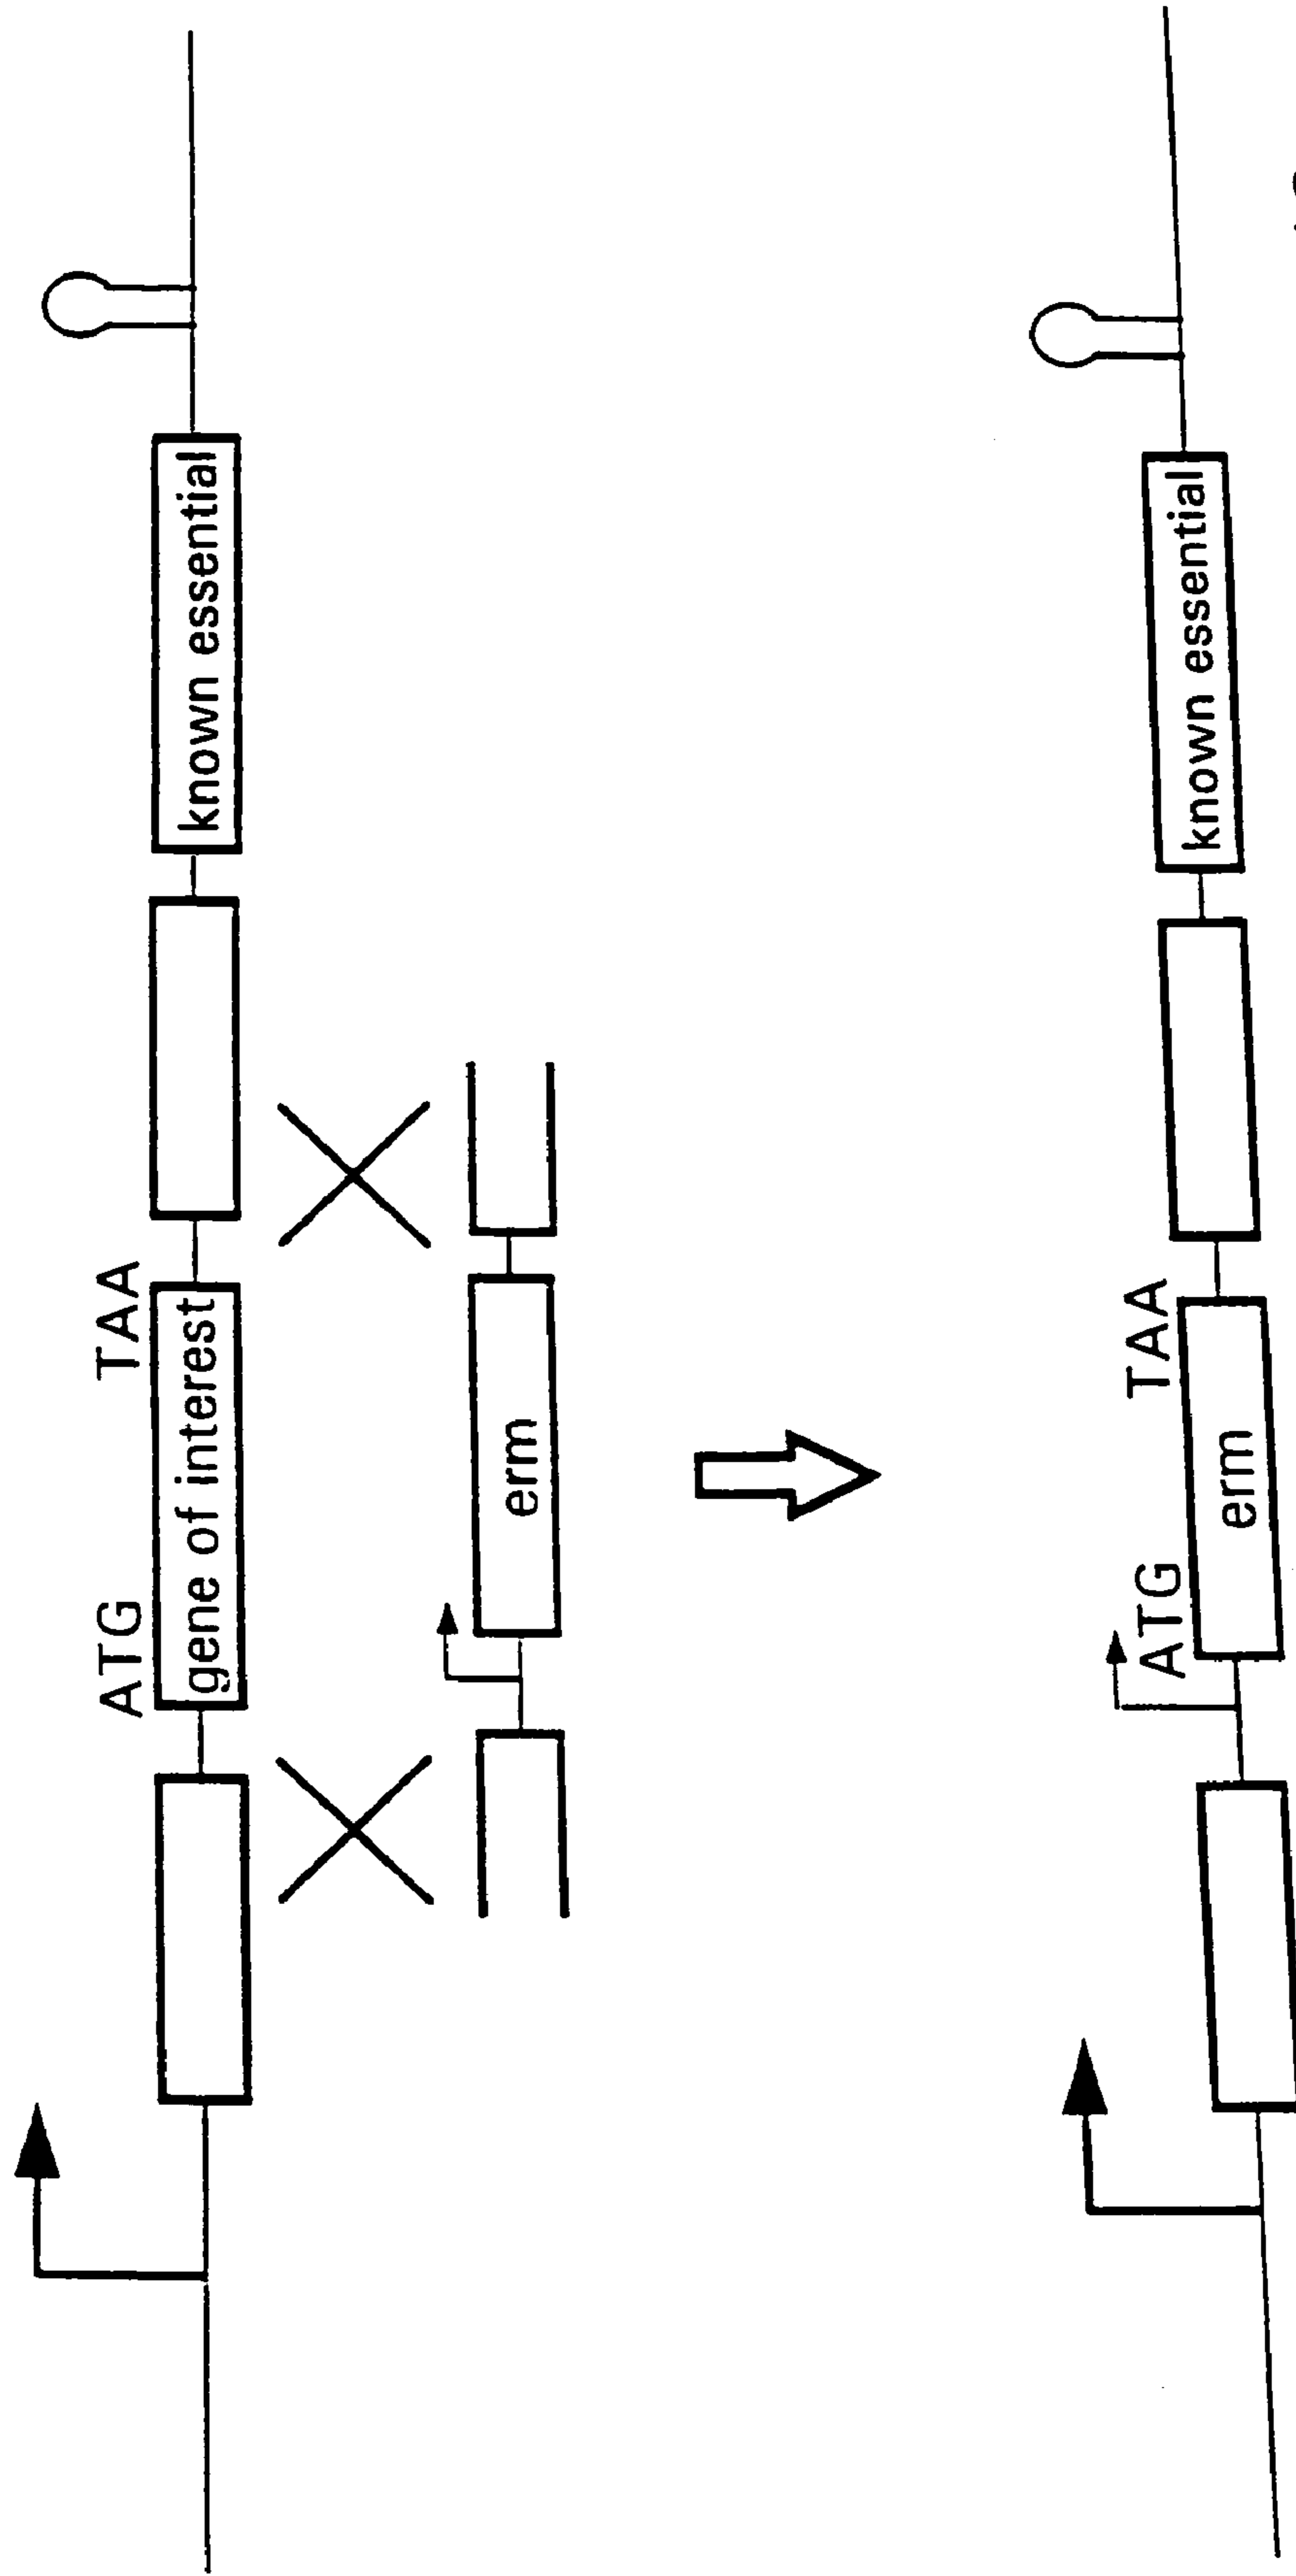 ATG TAA
gene of interest
known essential
erm
ATG TAA
erm
known essential